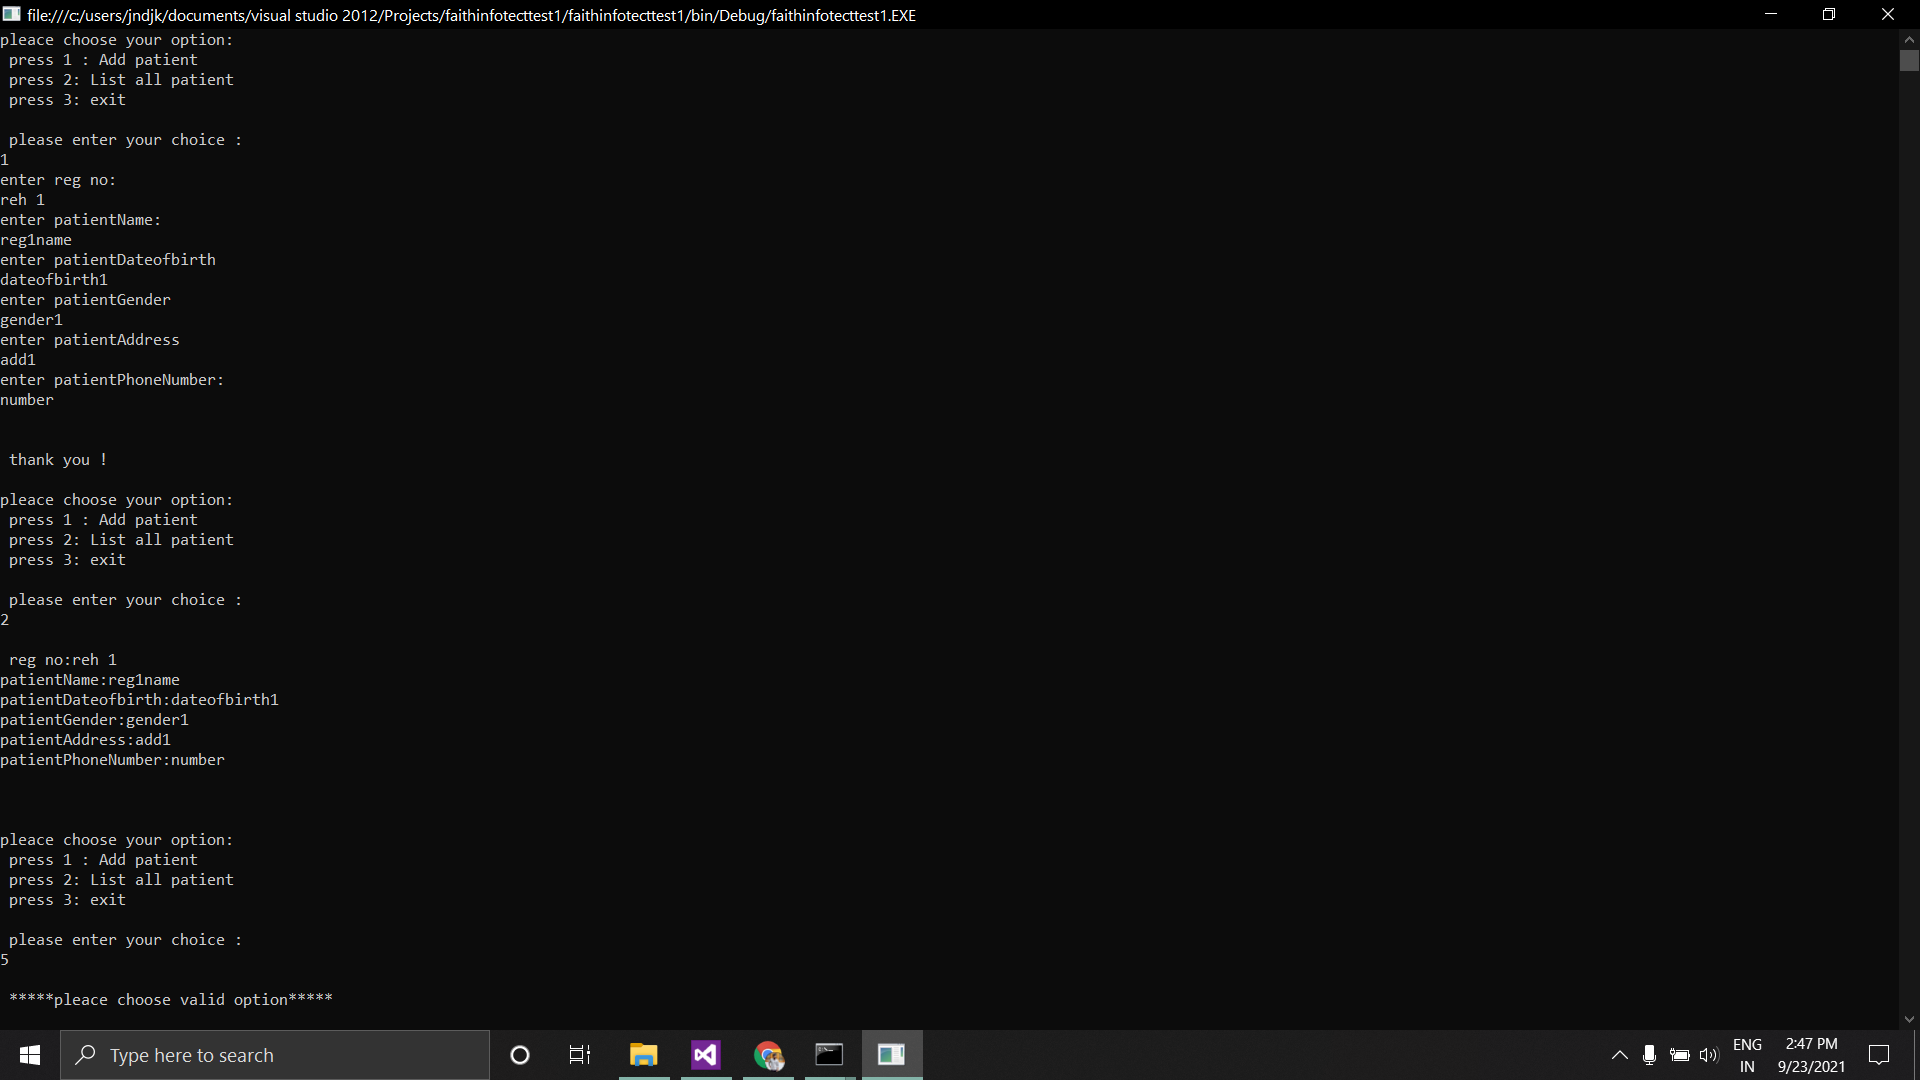 file:///c:/users/jndjk/documents/visual studio 2012/Projects/faithinfotecttest1/faithinfotecttest1/bin/Debug/faithinfotecttest1.EXE
pleace choose your option:
press 1 : Add patient
press 2: List all patient
press 3: exit
please enter your choice :
1
enter reg no:
reh 1
enter patientName:
reg1name
enter patientDateofbirth
dateofbirth1
enter patientGender
gender1
enter patientAddress
add1
enter patientPhoneNumber:
number
thank you !
pleace choose your option:
press 1 : Add patient
press 2: List all patient
press 3: exit
please enter your choice :
2
reg no:reh 1
patientName:reg1name
patientDateofbirth:dateofbirth1
patientGender:gender1
patientAddress:add1
patientPhoneNumber:number
pleace choose your option:
press 1 : Add patient
press 2: List all patient
press 3: exit
please enter your choice :
5
*****pleace choose valid option*****
Type here to search
ENG
IN
2:47 PM
9/23/2021